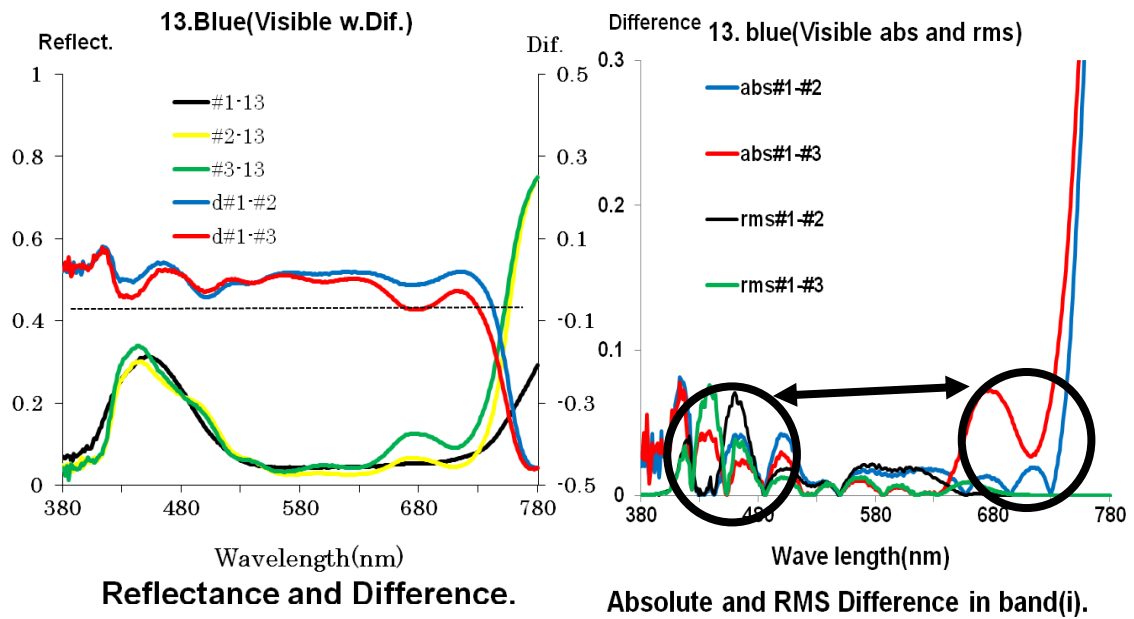 13.Blue(Visible w.Dif.)
Reflect.
Dif.
1
0.8
0.6
0.4
0.2
0
0.5
0.3
0.1
-0.1
-0.3
-0.5
#1-13
#2-13
#3-13
d#1-#2
d#1-#3
380
480
580
680
780
Wavelength(nm)
Reflectance and Difference.
Difference
13. blue(Visible abs and rms)
0.3
0.2
0.1
0
abs#1-#2
abs#1-#3
rms#1-#2
rms#1-#3
380
480
580
680
780
Wave length(nm)
Absolute and RMS Difference in band(i).